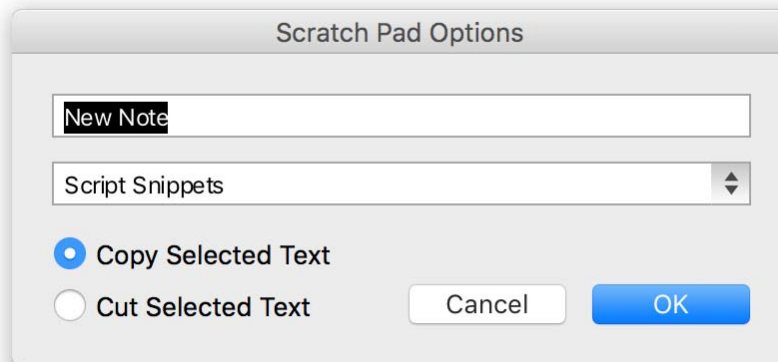 Scratch Pad Options
New Note
Script Snippets
Copy Selected Text
Cut Selected Text
Cancel
OK